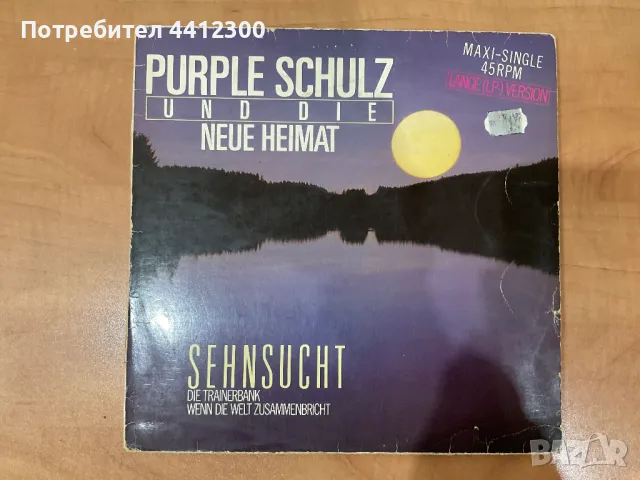 Потребител 4412300
PURPLE SCHULZ
UND DIE
NEUE HEIMAT
MAXI-SINGLE
45RPM
LANGE (LP) VERSION
SEHNSUCHT
DIE TRAINERBANK
WENN DIE WELT ZUSAMMENBRICHT
BAZAR